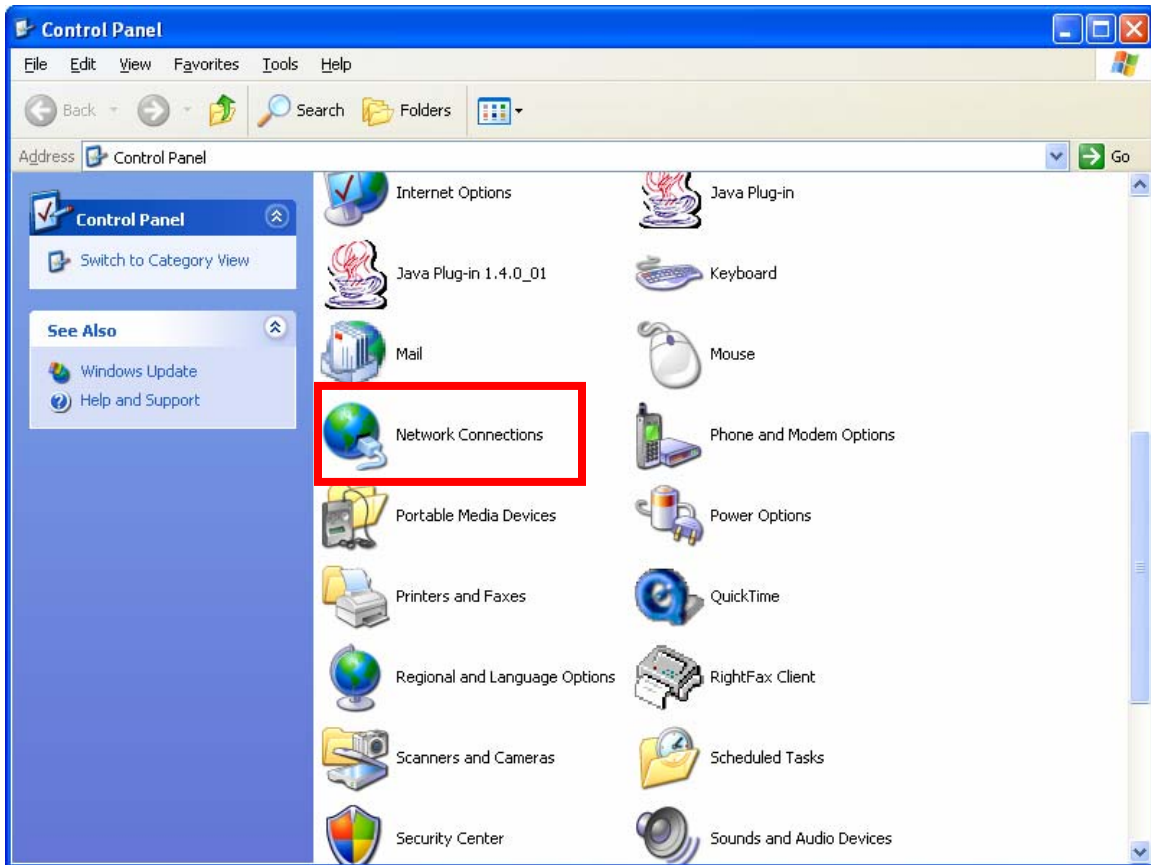 Control Panel
File Edit View Favorites Tools Help
Back Search Folders
Address Control Panel Go
Control Panel
Switch to Category View
See Also
Windows Update
Help and Support
Internet Options Java Plug-in
Java Plug-in 1.4.0_01 Keyboard
Mail Mouse
Network Connections Phone and Modem Options
Portable Media Devices Power Options
Printers and Faxes QuickTime
Regional and Language Options RightFax Client
Scanners and Cameras Scheduled Tasks
Security Center Sounds and Audio Devices